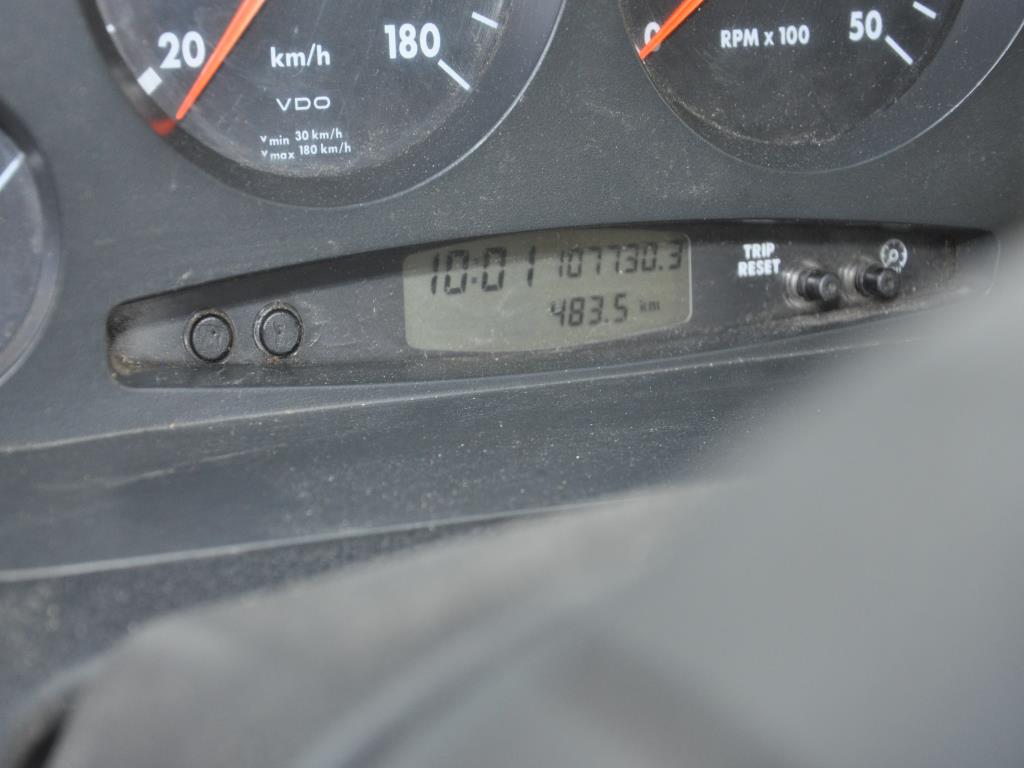 20
km/h
180
VDO
vmin 30 km/h
vmax 180 km/h
0
RPM x 100
50
10:01 107730.3
483.5 km
TRIP
RESET